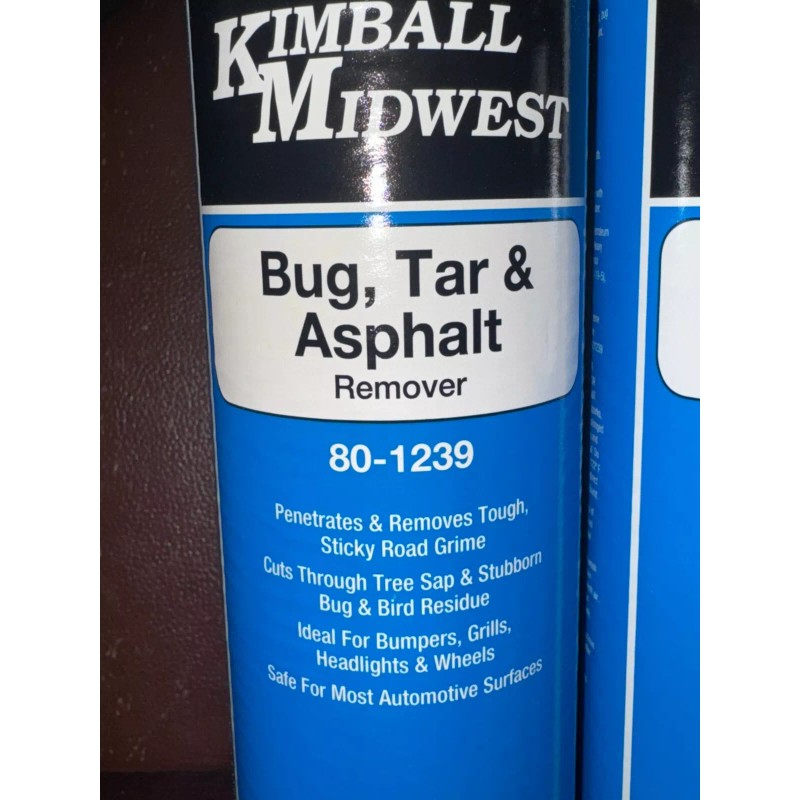 KIMBALL
MIDWEST
Bug, Tar &
Asphalt
Remover
80-1239
Penetrates & Removes Tough,
Sticky Road Grime
Cuts Through Tree Sap & Stubborn
Bug & Bird Residue
Ideal For Bumpers, Grills,
Headlights & Wheels
Safe For Most Automotive Surfaces